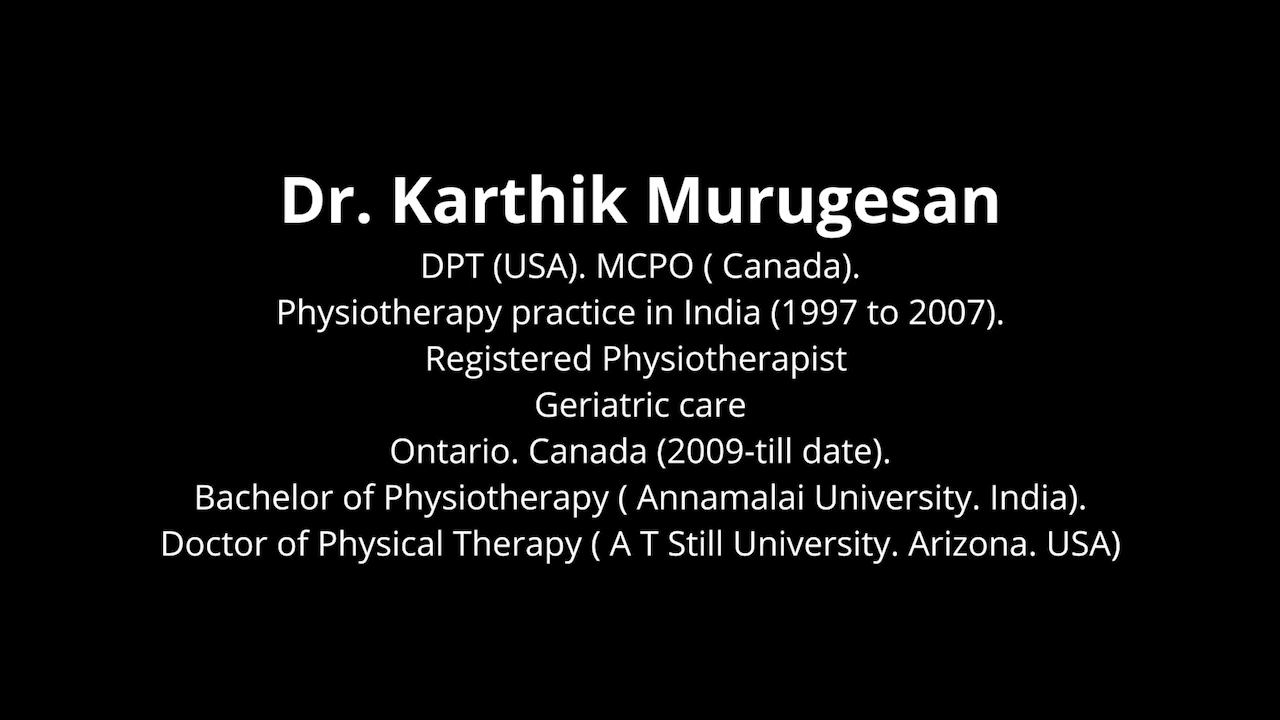 Dr. Karthik Murugesan
DPT (USA). MCPO ( Canada).
Physiotherapy practice in India (1997 to 2007).
Registered Physiotherapist
Geriatric care
Ontario. Canada (2009-till date).
Bachelor of Physiotherapy ( Annamalai University. India).
Doctor of Physical Therapy ( A T Still University. Arizona. USA)